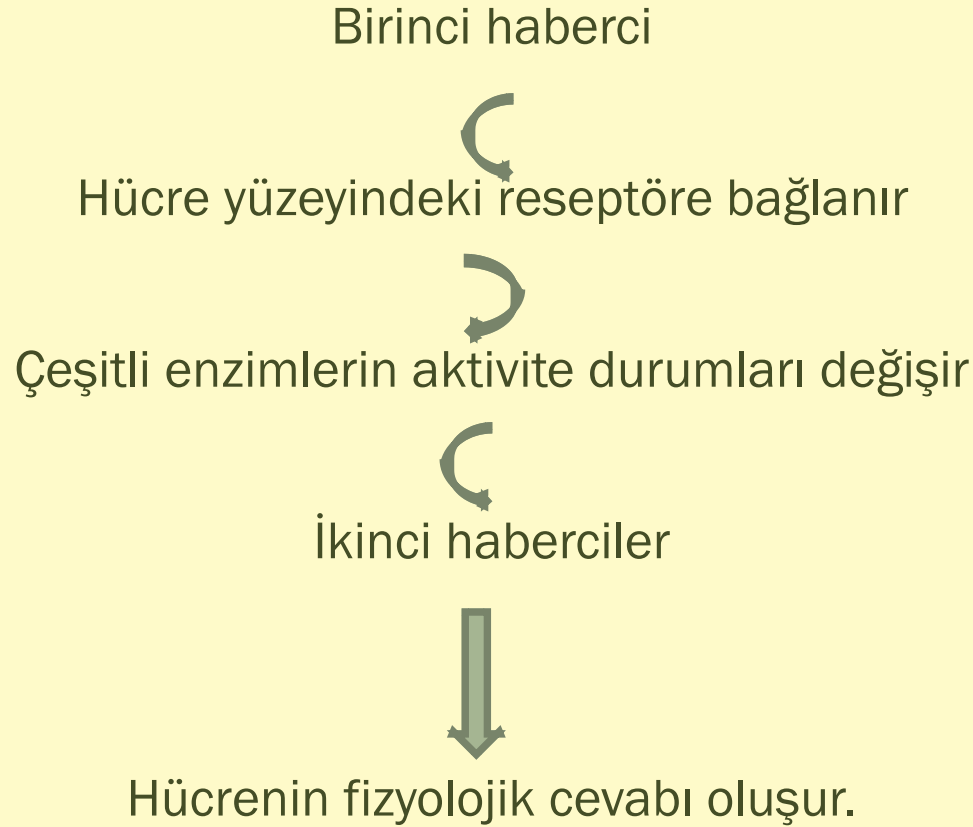 Birinci haberci
Hücre yüzeyindeki reseptöre bağlanır
Çeşitli enzimlerin aktivite durumları değişir
İkinci haberciler
Hücrenin fizyolojik cevabı oluşur.